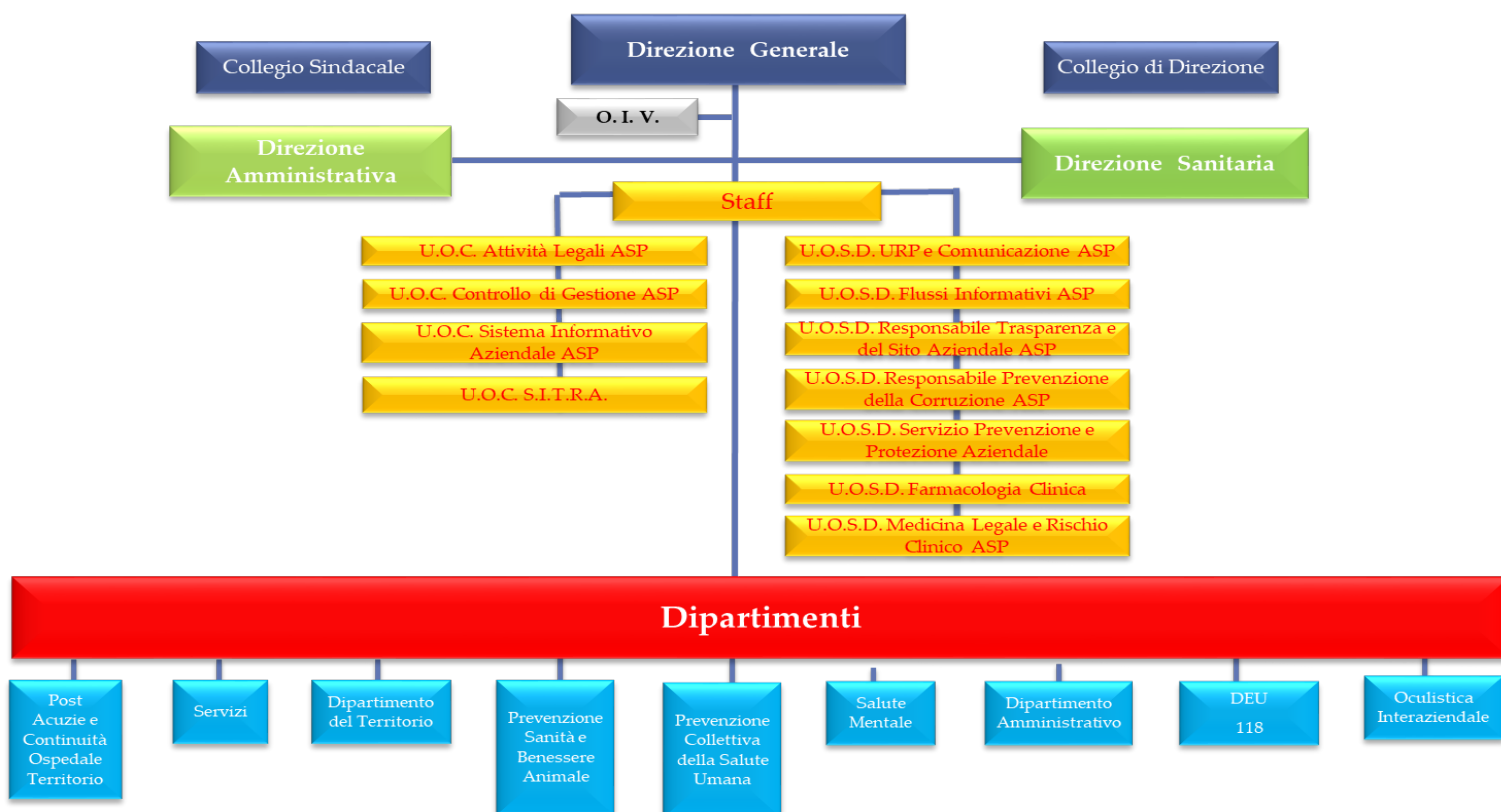 Direzione Generale
Collegio Sindacale
Collegio di Direzione
O. I. V.
Direzione
Amministrativa
Direzione Sanitaria
Staff
U.O.C. Attività Legali ASP
U.O.C. Controllo di Gestione ASP
U.O.C. Sistema Informativo
Aziendale ASP
U.O.C. S.I.T.R.A.
U.O.S.D. URP e Comunicazione ASP
U.O.S.D. Flussi Informativi ASP
U.O.S.D. Responsabile Trasparenza e
del Sito Aziendale ASP
U.O.S.D. Responsabile Prevenzione
della Corruzione ASP
U.O.S.D. Servizio Prevenzione e
Protezione Aziendale
U.O.S.D. Farmacologia Clinica
U.O.S.D. Medicina Legale e Rischio
Clinico ASP
Dipartimenti
Post
Acuzie e
Continuità
Ospedale
Territorio
Servizi
Dipartimento
del Territorio
Prevenzione
Sanità e
Benessere
Animale
Prevenzione
Collettiva
della Salute
Umana
Salute
Mentale
Dipartimento
Amministrativo
DEU
118
Oculistica
Interaziendale